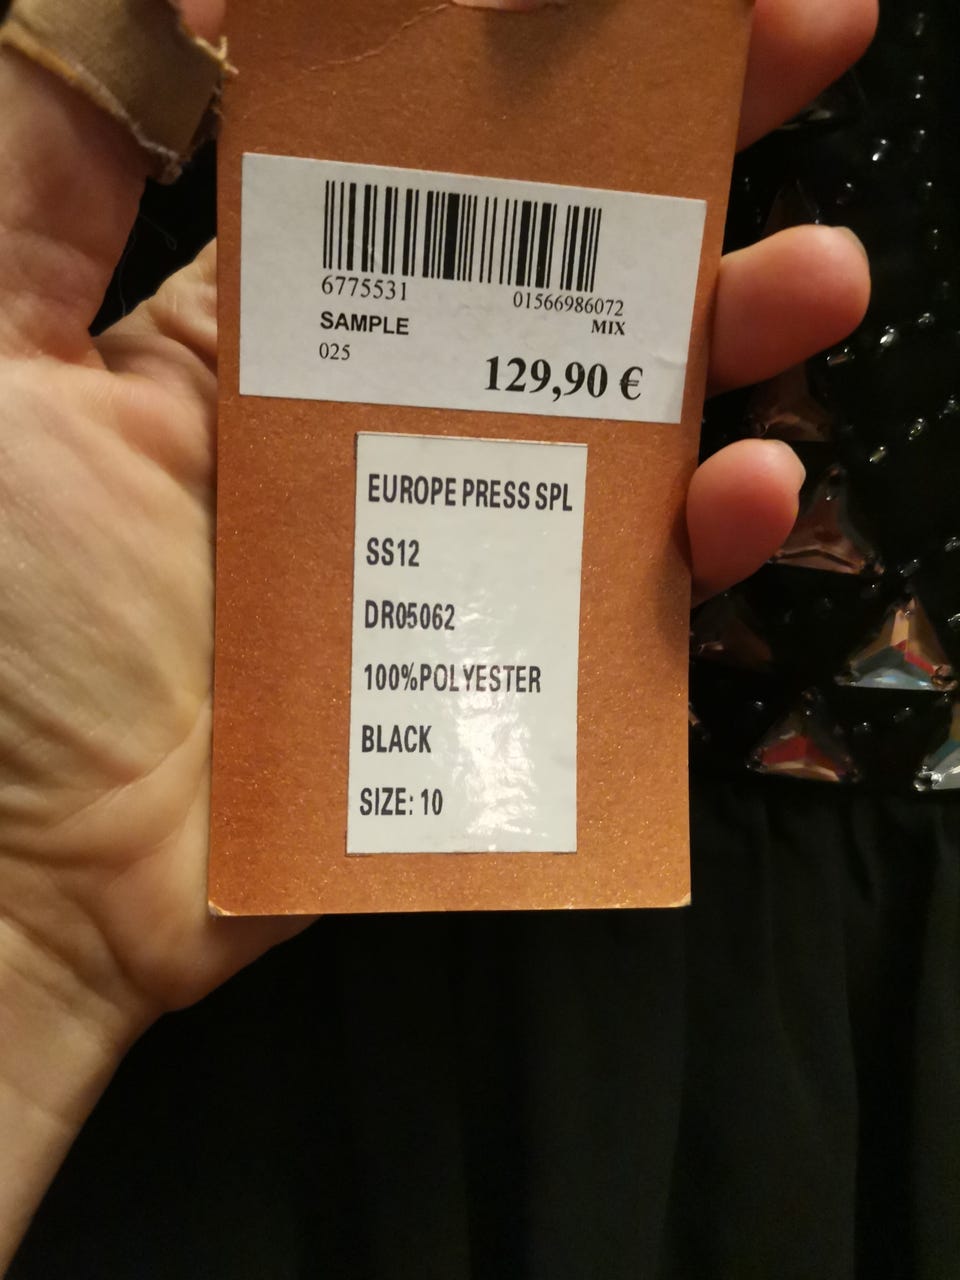 6775531 01566986072
SAMPLE MIX
025
129,90 €
EUROPE PRESS SPL
SS12
DR05062
100%POLYESTER
BLACK
SIZE: 10